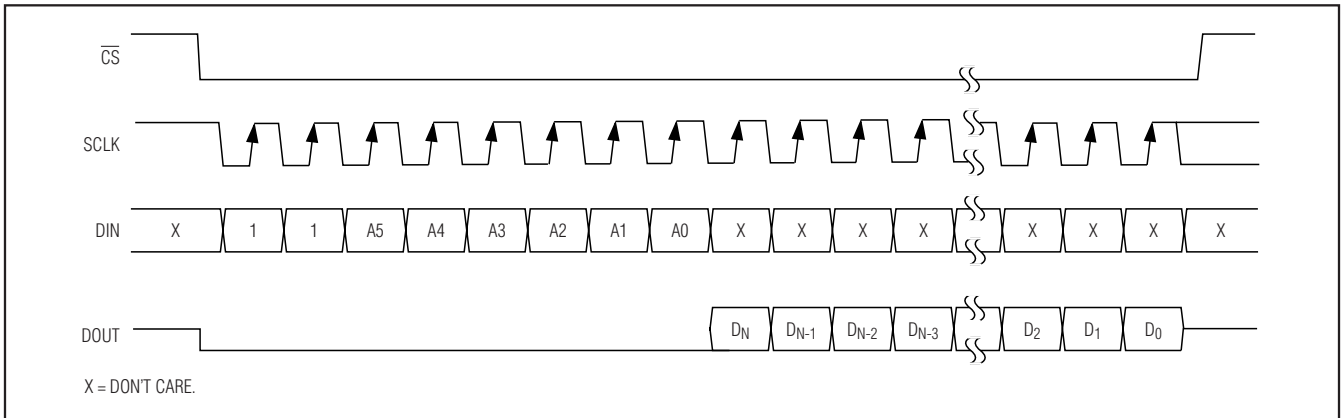 C̅S̅
SCLK
DIN X 1 1 A5 A4 A3 A2 A1 A0 X X X X X X X X
DOUT DN DN-1 DN-2 DN-3 D2 D1 D0
X = DON'T CARE.